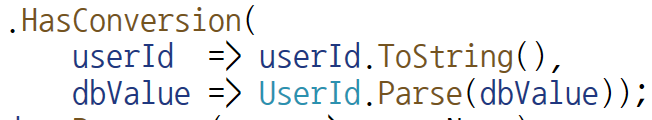 .HasConversion(
    userId  => userId.ToString(),
    dbValue => UserId.Parse(dbValue));